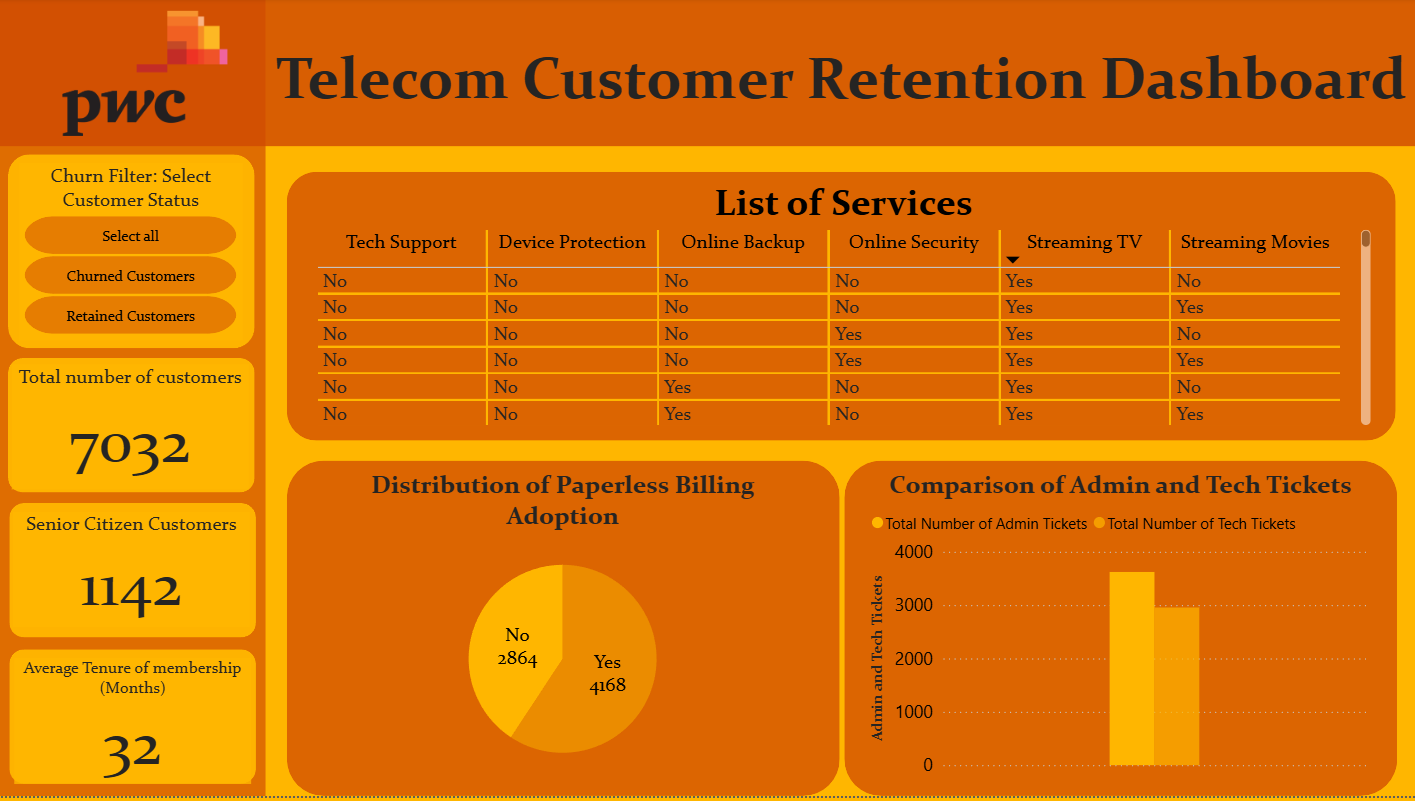 pwc
Telecom Customer Retention Dashboard
Churn Filter: Select
Customer Status
Select all
Churned Customers
Retained Customers
Total number of customers
7032
Senior Citizen Customers
1142
Average Tenure of membership
(Months)
32
List of Services
Tech Support Device Protection Online Backup Online Security Streaming TV Streaming Movies
No No No No Yes No
No No No No Yes Yes
No No No Yes Yes No
No No No Yes Yes Yes
No No Yes No Yes No
No No Yes No Yes Yes
Distribution of Paperless Billing
Adoption
No
2864
Yes
4168
Comparison of Admin and Tech Tickets
Total Number of Admin Tickets Total Number of Tech Tickets
Admin and Tech Tickets
4000
3000
2000
1000
0